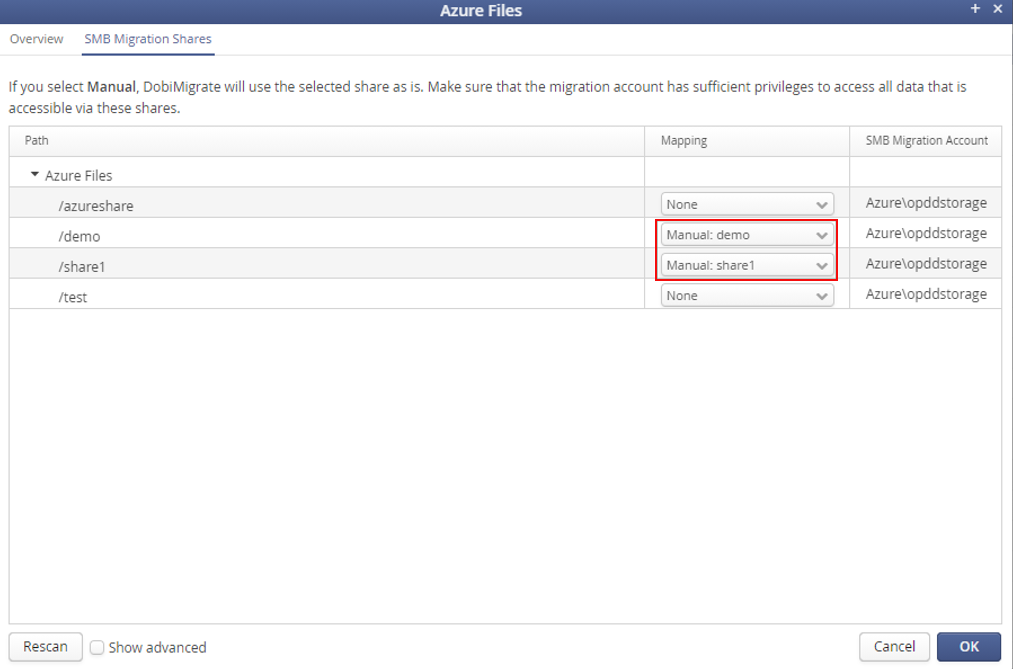 Azure Files
Overview SMB Migration Shares
If you select Manual, DobiMigrate will use the selected share as is. Make sure that the migration account has sufficient privileges to access all data that is
accessible via these shares.
Path Mapping SMB Migration Account
Azure Files
/azureshare None Azure\opddstorage
/demo Manual: demo Azure\opddstorage
/share1 Manual: share1 Azure\opddstorage
/test None Azure\opddstorage
Rescan Show advanced Cancel OK